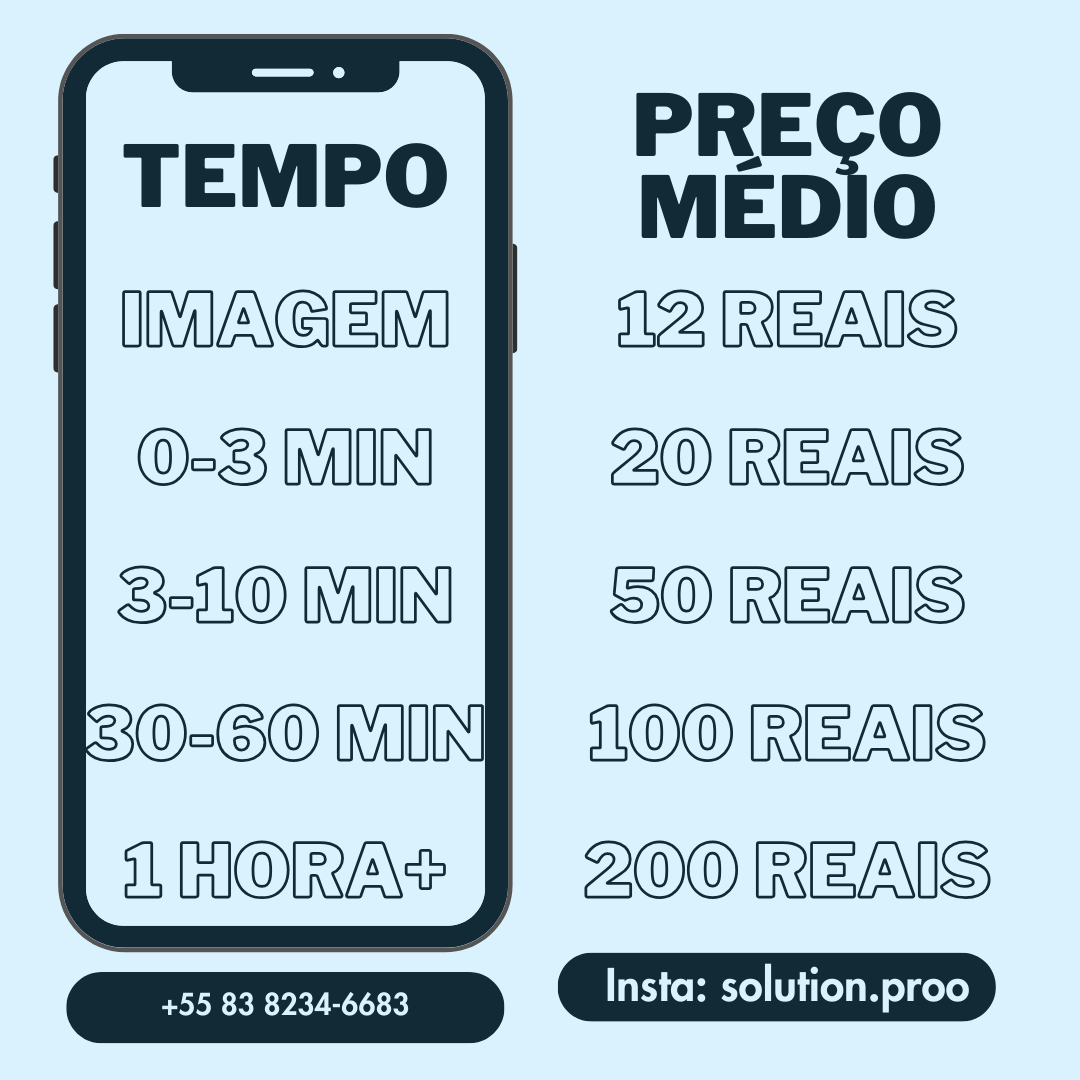 TEMPO
PREÇO
MÉDIO
IMAGEM
12 REAIS
0-3 MIN
20 REAIS
3-10 MIN
50 REAIS
30-60 MIN
100 REAIS
1 HORA+
200 REAIS
+55 83 8234-6683
Insta: solution.proo